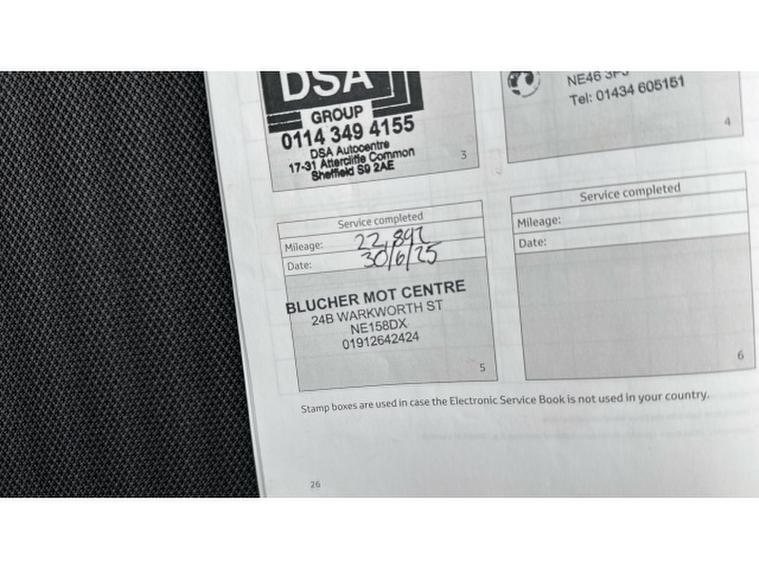 DSA
GROUP
0114 349 4155
DSA Autocentre
17-31 Attercliffe Common
Sheffield S9 2AE
3
NE46
Tel: 01434 605151
4
Service completed
Mileage: 22,892
Date: 30/6/25
BLUCHER MOT CENTRE
24B WARKWORTH ST
NE158DX
01912642424
5
Service completed
Mileage:
Date:
6
Stamp boxes are used in case the Electronic Service Book is not used in your country.
26